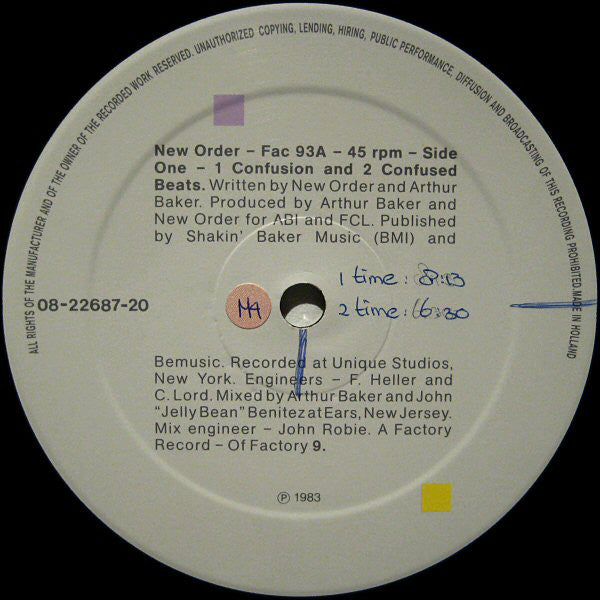 ALL RIGHTS OF THE MANUFACTURER AND OF THE OWNER OF THE RECORDED WORK RESERVED. UNAUTHORIZED COPYING, LENDING, HIRING, PUBLIC PERFORMANCE, DIFFUSION AND BROADCASTING OF THIS RECORDING PROHIBITED. MADE IN HOLLAND
New Order – Fac 93A – 45 rpm – Side
One – 1 Confusion and 2 Confused
Beats. Written by New Order and Arthur
Baker. Produced by Arthur Baker and
New Order for ABI and FCL. Published
by Shakin' Baker Music (BMI) and
08-22687-20
1 time: 8:13
2 time: 6:30
Bemusic. Recorded at Unique Studios,
New York. Engineers – F. Heller and
C. Lord. Mixed by Arthur Baker and John
"Jelly Bean" Benitez at Ears, New Jersey.
Mix engineer – John Robie. A Factory
Record – Of Factory 9.
℗ 1983